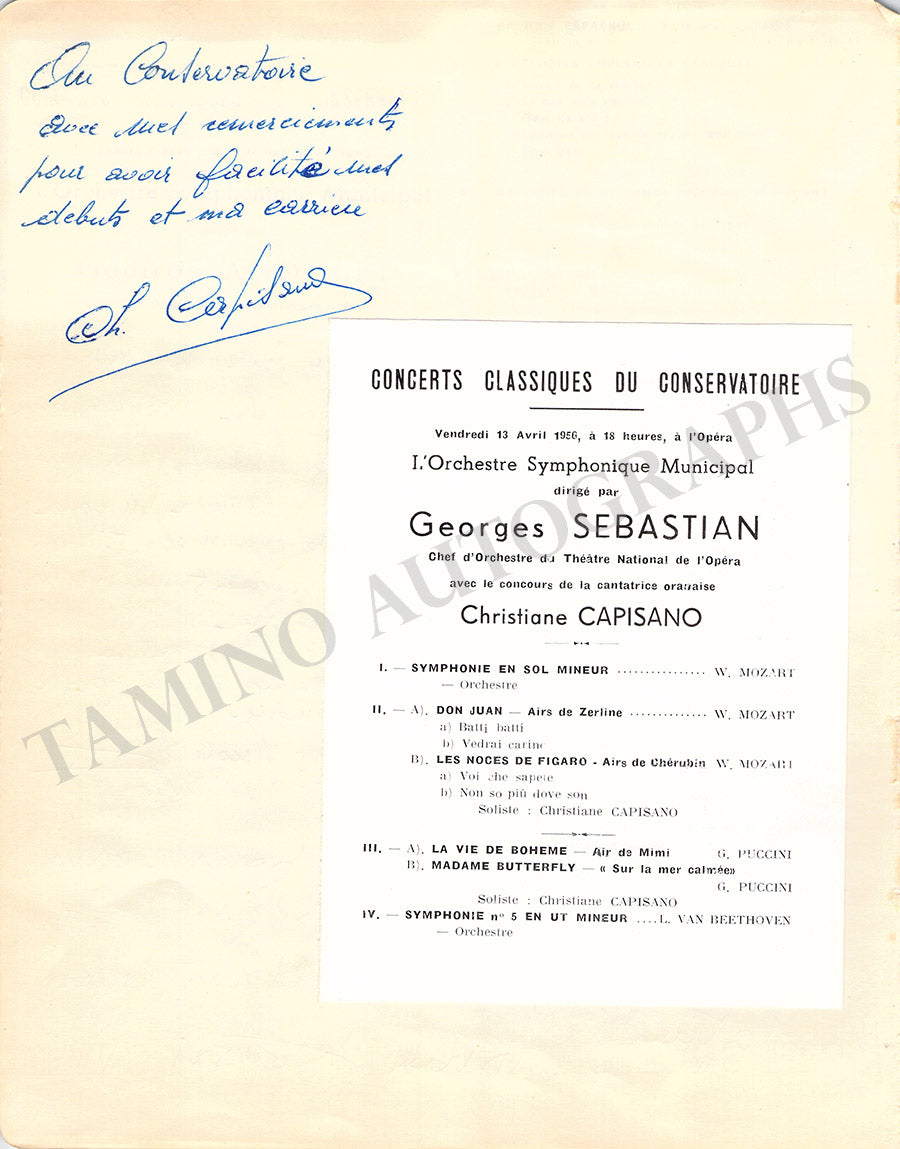 Au Conservatoire
avec mes remerciements
pour avoir facilité mes
debuts et ma carriere
Ch. Capisano
CONCERTS CLASSIQUES DU CONSERVATOIRE
Vendredi 13 Avril 1956, à 18 heures, à l'Opéra
L'Orchestre Symphonique Municipal
dirigé par
Georges SEBASTIAN
Chef d'Orchestre du Théâtre National de l'Opéra
avec le concours de la cantatrice oranaise
Christiane CAPISANO
I. — SYMPHONIE EN SOL MINEUR ............... W. MOZART
— Orchestre
II. — A). DON JUAN — Airs de Zerline ............. W. MOZART
a) Batti batti
b) Vedrai carino
B). LES NOCES DE FIGARO - Airs de Chérubin W. MOZART
a) Voi che sapete
b) Non so più dove son
Soliste : Christiane CAPISANO
III. — A). LA VIE DE BOHEME — Air de Mimi G. PUCCINI
B). MADAME BUTTERFLY — « Sur la mer calmée»
G. PUCCINI
Soliste : Christiane CAPISANO
IV. — SYMPHONIE n° 5 EN UT MINEUR ....L. VAN BEETHOVEN
— Orchestre
TAMINO AUTOGRAPHS